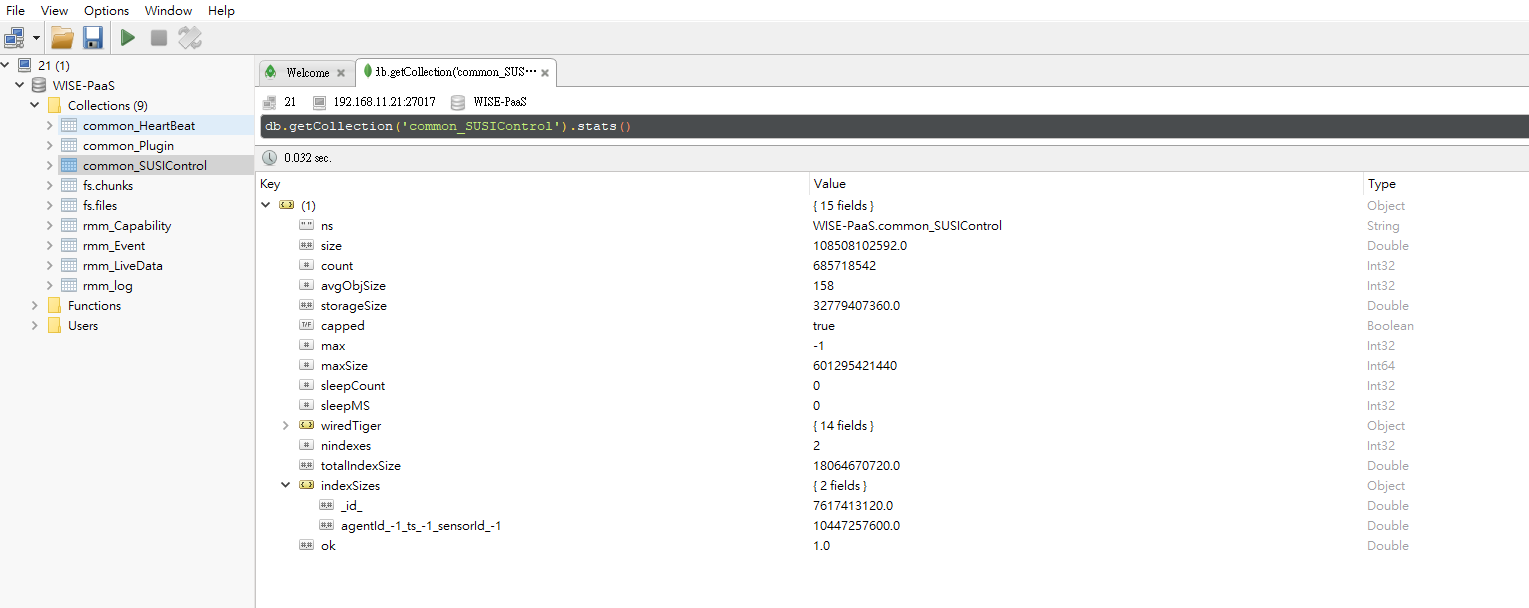 File View Options Window Help
21 (1)
WISE-PaaS
Collections (9)
common_HeartBeat
common_Plugin
common_SUSIControl
fs.chunks
fs.files
rmm_Capability
rmm_Event
rmm_LiveData
rmm_log
Functions
Users
Welcome
db.getCollection('common_SUS···
21 192.168.11.21:27017 WISE-PaaS
db.getCollection('common_SUSIControl').stats()
0.032 sec.
Key Value Type
(1) { 15 fields } Object
ns WISE-PaaS.common_SUSIControl String
size 108508102592.0 Double
count 685718542 Int32
avgObjSize 158 Int32
storageSize 32779407360.0 Double
capped true Boolean
max -1 Int32
maxSize 601295421440 Int64
sleepCount 0 Int32
sleepMS 0 Int32
wiredTiger { 14 fields } Object
nindexes 2 Int32
totalIndexSize 18064670720.0 Double
indexSizes { 2 fields } Object
_id_ 7617413120.0 Double
agentId_-1_ts_-1_sensorId_-1 10447257600.0 Double
ok 1.0 Double